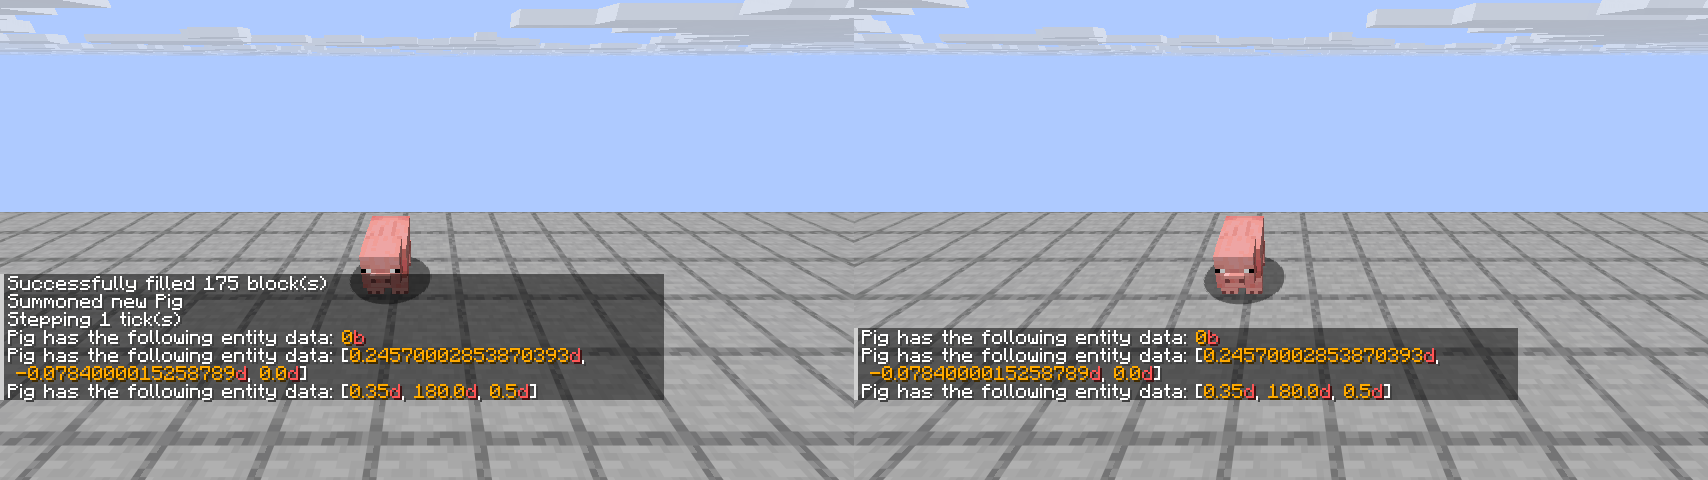 Successfully filled 175 block(s)
Summoned new Pig
Stepping 1 tick(s)
Pig has the following entity data: 0b
Pig has the following entity data: [0.24570002853870393d,
-0.0784000015258789d, 0.0d]
Pig has the following entity data: [0.35d, 180.0d, 0.5d]
Pig has the following entity data: 0b
Pig has the following entity data: [0.24570002853870393d,
-0.0784000015258789d, 0.0d]
Pig has the following entity data: [0.35d, 180.0d, 0.5d]